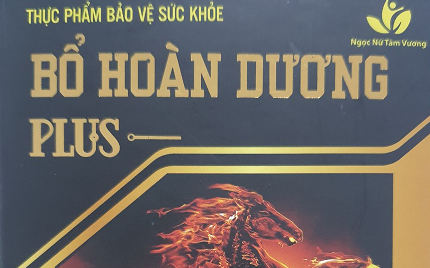 THỰC PHẨM BẢO VỆ SỨC KHỎE
Ngọc Nữ Tâm Vương
BỔ HOÀN DƯƠNG
PLUS